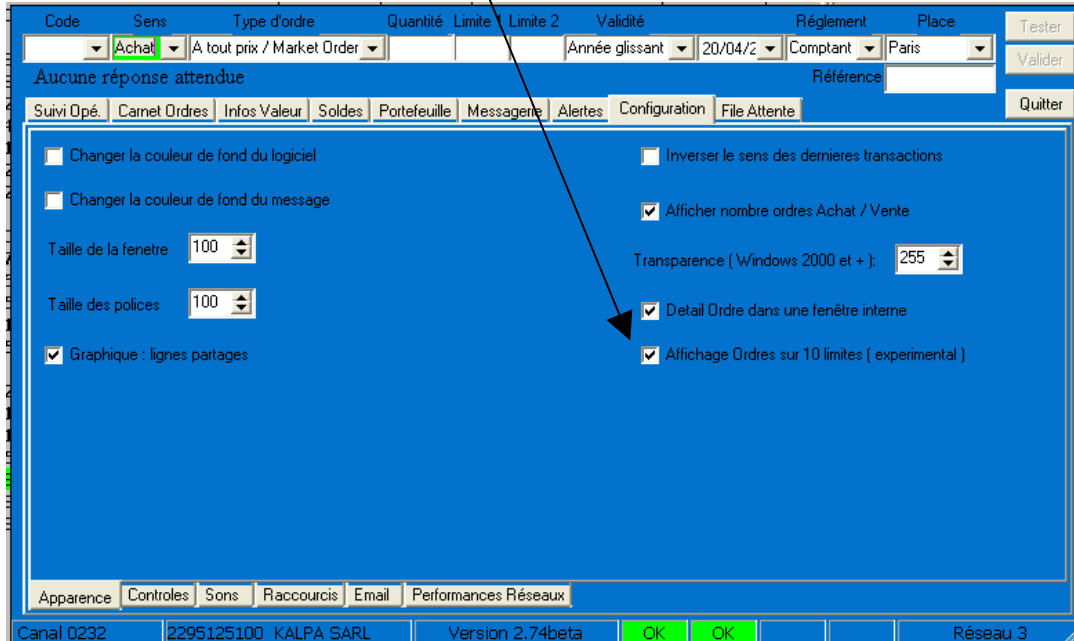 Code Sens Type d'ordre Quantité Limite 1 Limite 2 Validité Réglement Place
Achat A tout prix / Market Order Année glissant 20/04/2 Comptant Paris
Tester
Valider
Aucune réponse attendue Référence
Suivi Opé. Carnet Ordres Infos Valeur Soldes Portefeuille Messagerie Alertes Configuration File Attente Quitter
Changer la couleur de fond du logiciel
Inverser le sens des dernieres transactions
Changer la couleur de fond du message
Afficher nombre ordres Achat / Vente
Taille de la fenetre 100
Transparence ( Windows 2000 et + ): 255
Taille des polices 100
Detail Ordre dans une fenêtre interne
Graphique : lignes partages
Affichage Ordres sur 10 limites ( experimental )
Apparence Controles Sons Raccourcis Email Performances Réseaux
Canal 0232 2295125100 KALPA SARL Version 2.74beta OK OK Réseau 3